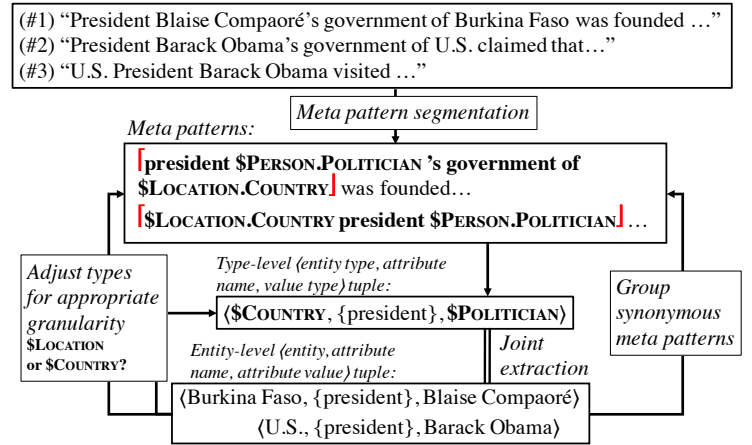 (#1) “President Blaise Compaoré’s government of Burkina Faso was founded …”
(#2) “President Barack Obama’s government of U.S. claimed that…”
(#3) “U.S. President Barack Obama visited …”
Meta pattern segmentation
Meta patterns:
⌈president $PERSON.POLITICIAN ’s government of
$LOCATION.COUNTRY⌋ was founded…
⌈$LOCATION.COUNTRY president $PERSON.POLITICIAN⌋ …
Adjust types
for appropriate
granularity
$LOCATION
or $COUNTRY?
Type-level ⟨entity type, attribute
name, value type⟩ tuple:
⟨$COUNTRY, {president}, $POLITICIAN⟩
Group
synonymous
meta patterns
Entity-level ⟨entity, attribute
name, attribute value⟩ tuple:
Joint
extraction
⟨Burkina Faso, {president}, Blaise Compaoré⟩
⟨U.S., {president}, Barack Obama⟩